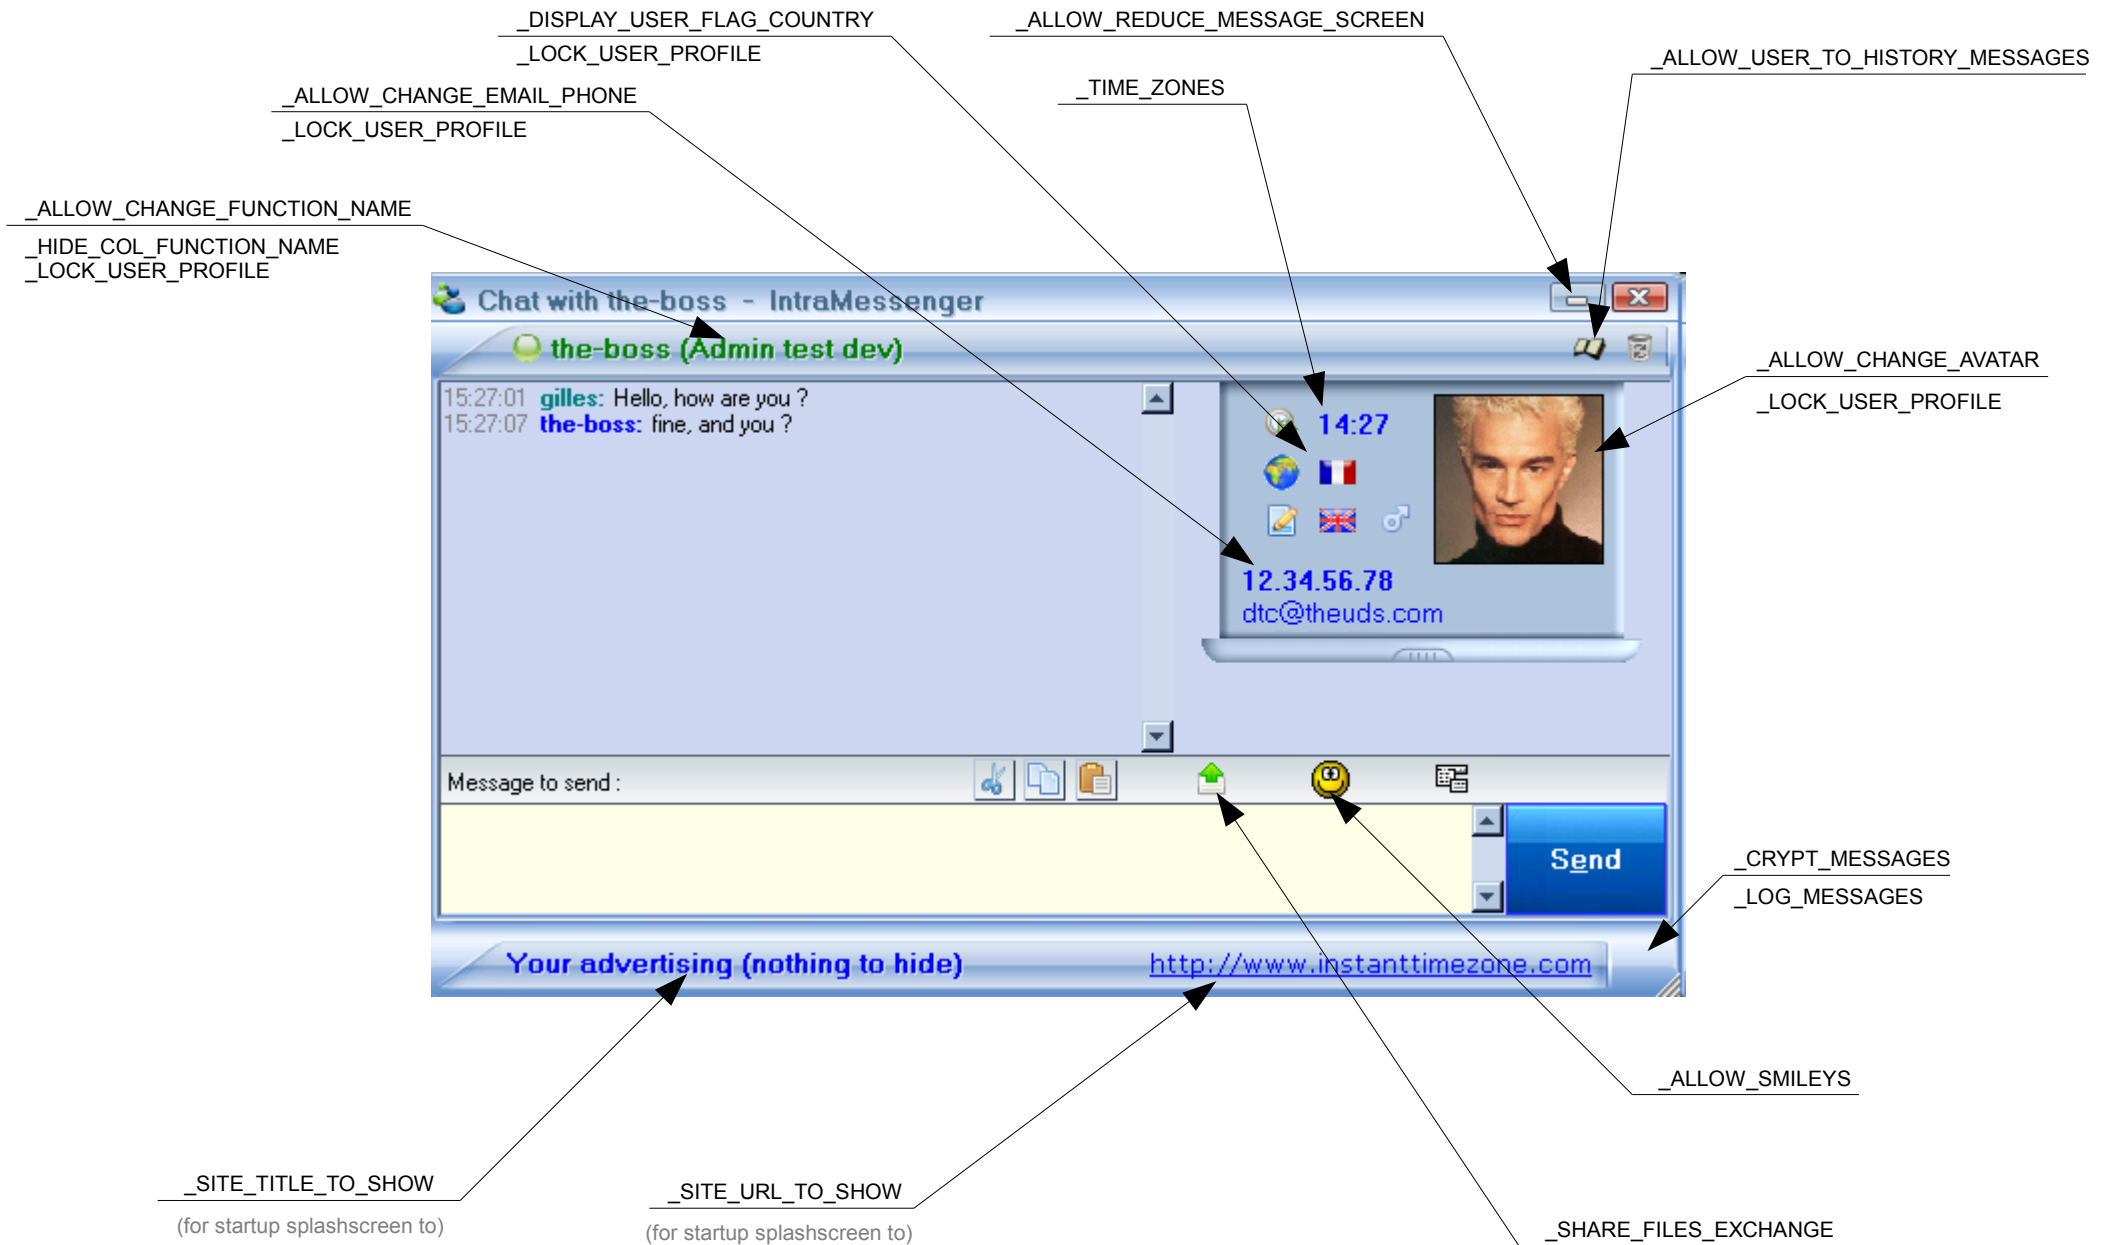 _DISPLAY_USER_FLAG_COUNTRY
_LOCK_USER_PROFILE
_ALLOW_REDUCE_MESSAGE_SCREEN
_ALLOW_USER_TO_HISTORY_MESSAGES
_ALLOW_CHANGE_EMAIL_PHONE
_LOCK_USER_PROFILE
_TIME_ZONES
_ALLOW_CHANGE_FUNCTION_NAME
_HIDE_COL_FUNCTION_NAME
_LOCK_USER_PROFILE
Chat with the-boss - IntraMessenger
the-boss (Admin test dev)
_ALLOW_CHANGE_AVATAR
_LOCK_USER_PROFILE
15:27:01 gilles: Hello, how are you ?
15:27:07 the-boss: fine, and you ?
14:27
12.34.56.78
dtc@theuds.com
Message to send :
Send
_CRYPT_MESSAGES
_LOG_MESSAGES
Your advertising (nothing to hide)
http://www.instanttimezone.com
_ALLOW_SMILEYS
_SITE_TITLE_TO_SHOW
(for startup splashscreen to)
_SITE_URL_TO_SHOW
(for startup splashscreen to)
_SHARE_FILES_EXCHANGE